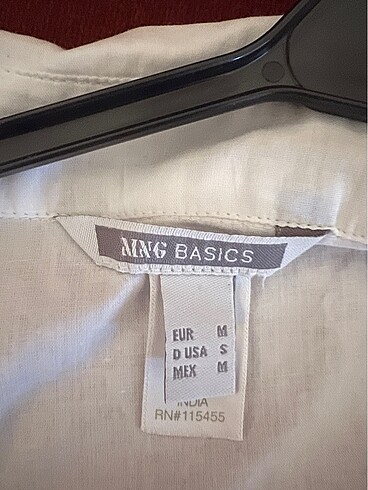 MNG BASICS
EUR M
D USA S
MEX M
INDIA
RN#115455